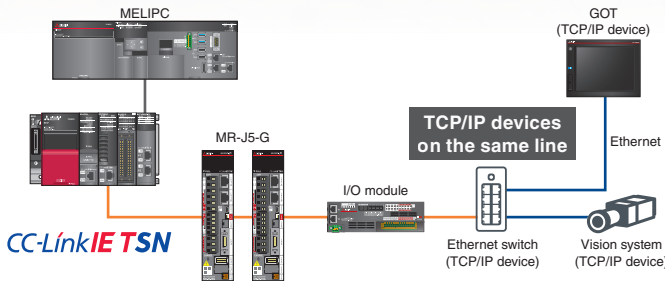 MELIPC
GOT
(TCP/IP device)
MR-J5-G
TCP/IP devices
on the same line
Ethernet
I/O module
CC-Link IE TSN
Ethernet switch
(TCP/IP device)
Vision system
(TCP/IP device)